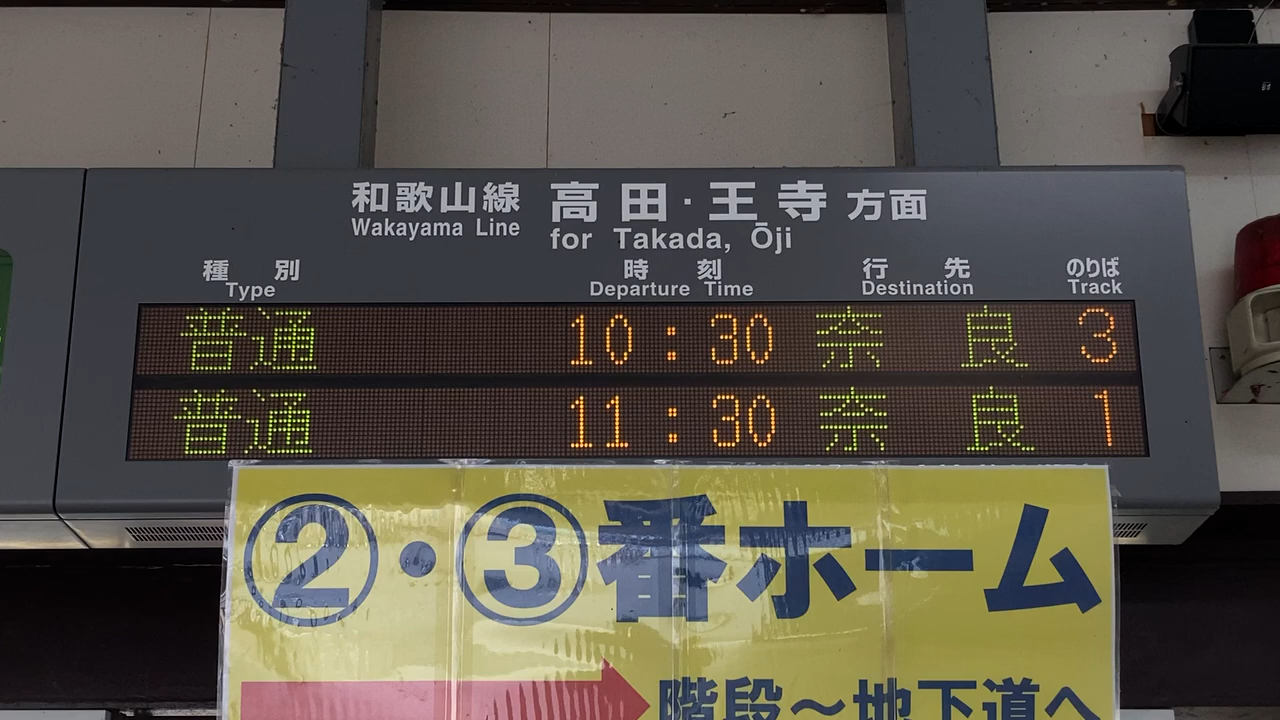 和歌山線 高田・王寺 方面
Wakayama Line for Takada, Ōji
種別 時刻 行先 のりば
Type Departure Time Destination Track
普通 10:30 奈良 3
普通 11:30 奈良 1
②・③番ホーム
階段～地下道へ